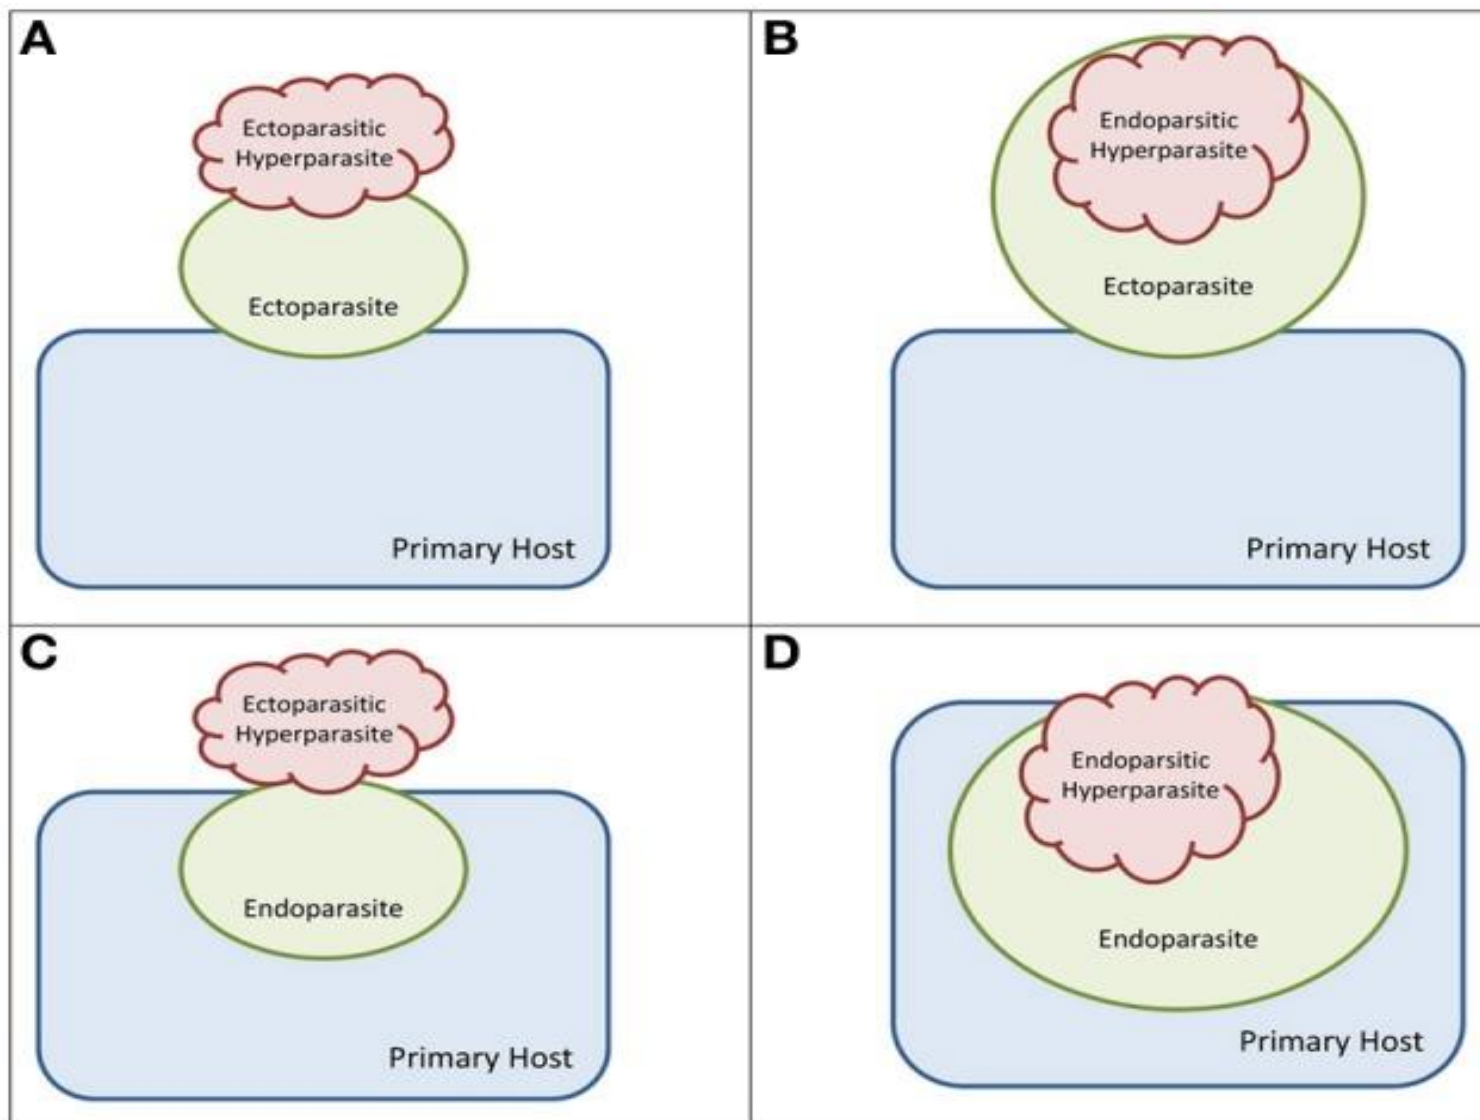 A
Ectoparasitic
Hyperparasite
Ectoparasite
Primary Host
B
Endoparsitic
Hyperparasite
Ectoparasite
Primary Host
C
Ectoparasitic
Hyperparasite
Endoparasite
Primary Host
D
Endoparsitic
Hyperparasite
Endoparasite
Primary Host